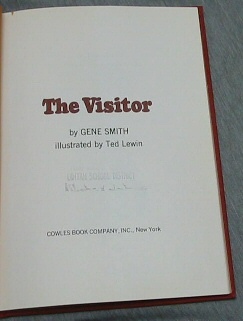 The Visitor
by GENE SMITH
illustrated by Ted Lewin
COWLES BOOK COMPANY, INC., New York